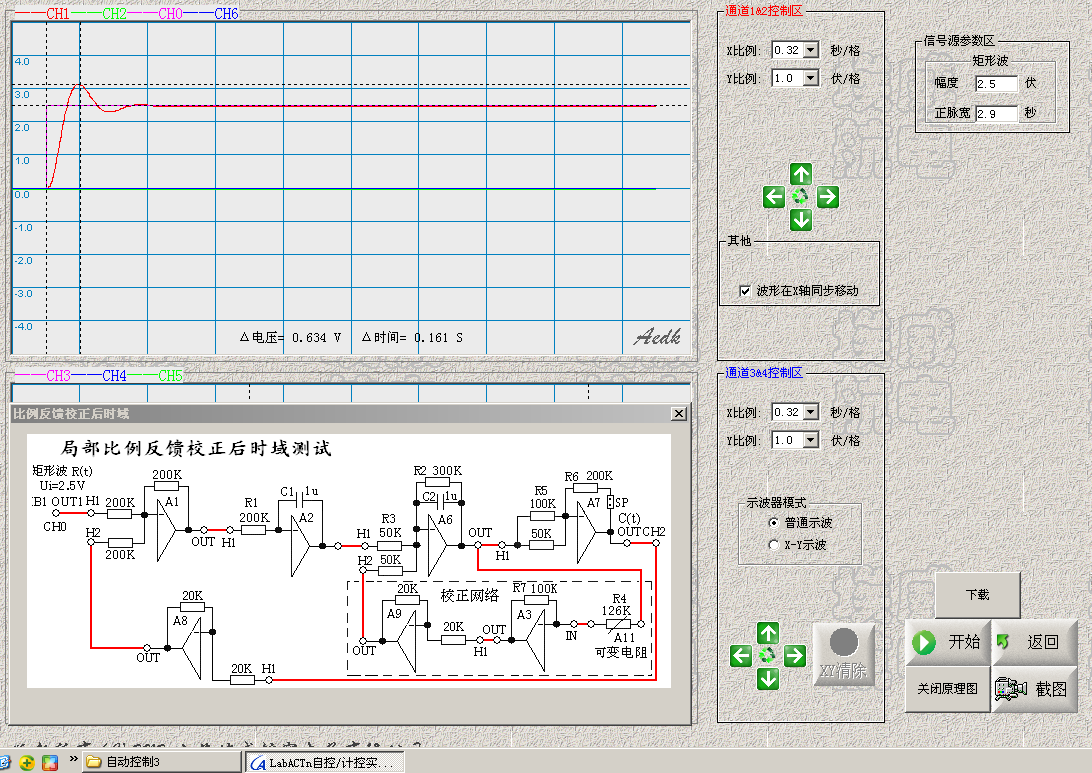 CH1 CH2 CH0 CH6
4.0
3.0
2.0
1.0
0.0
-1.0
-2.0
-3.0
-4.0
△电压= 0.634 V △时间= 0.161 S
Aedk
通道1&2控制区
X比例: 0.32 秒/格
Y比例: 1.0 伏/格
其他
波形在X轴同步移动
信号源参数区
矩形波
幅度 2.5 伏
正脉宽 2.9 秒
CH3 CH4 CH5
比例反馈校正后时域
局部比例反馈校正后时域测试
矩形波 R(t)
Ui=2.5V
B1 OUT1 H1
CH0
200K
200K
A1
H2
200K
OUT H1
R1
200K
C1 1u
A2
H1
R3
50K
H2 50K
R2 300K
C2 1u
A6
OUT
H1
R5
100K
50K
R6 200K
A7
SP
C(t)
OUT CH2
20K
A8
OUT
20K H1
校正网络
20K
A9
OUT
20K
OUT
H1
R7 100K
A3
IN
R4
126K
A11
可变电阻
通道3&4控制区
X比例: 0.32 秒/格
Y比例: 1.0 伏/格
示波器模式
普通示波
X-Y示波
XY清除
下载
开始
返回
关闭原理图
截图
自动控制3
LabACTn自控/计控实...